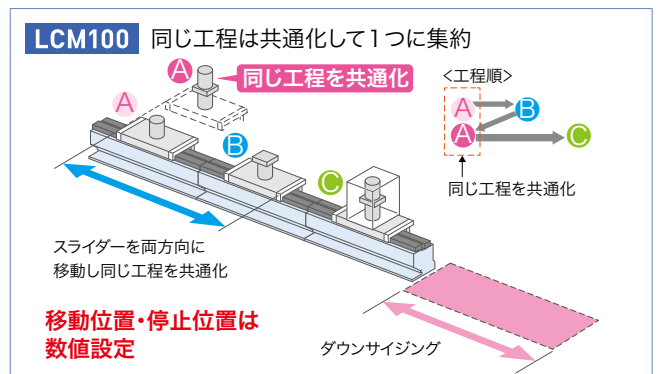 LCM100 同じ工程は共通化して1つに集約
A
同じ工程を共通化
A
B
C
<工程順>
A
B
A
C
同じ工程を共通化
スライダーを両方向に
移動し同じ工程を共通化
移動位置・停止位置は
数値設定
ダウンサイジング